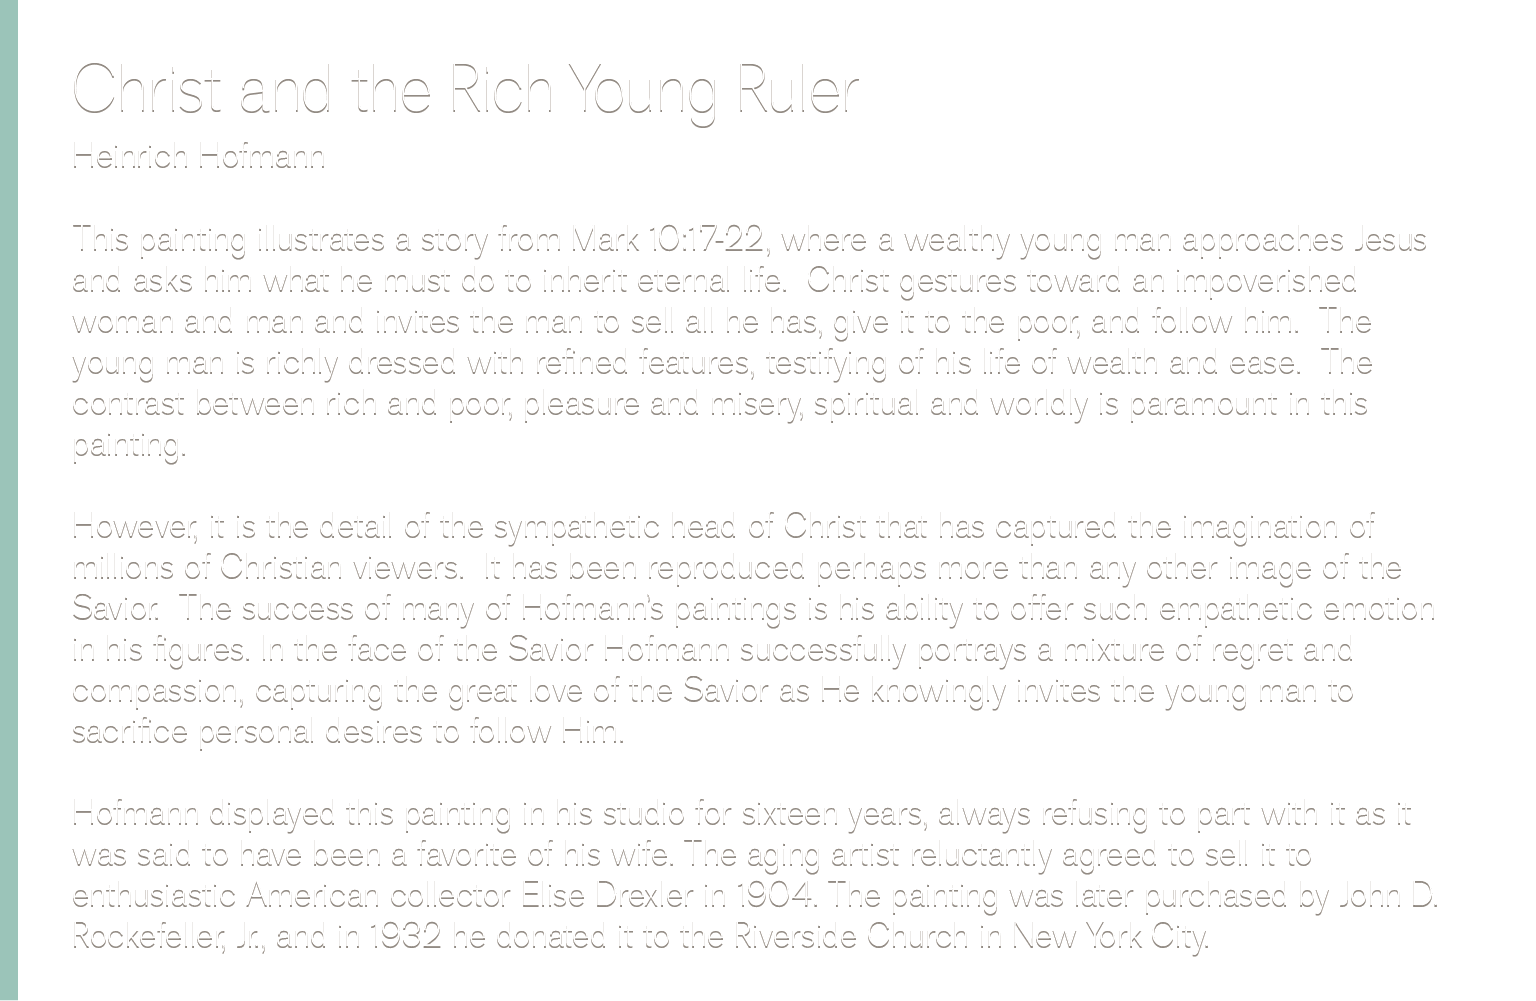 Christ and the Rich Young Ruler
Heinrich Hofmann
This painting illustrates a story from Mark 10:17-22, where a wealthy young man approaches Jesus
and asks him what he must do to inherit eternal life.  Christ gestures toward an impoverished
woman and man and invites the man to sell all he has, give it to the poor, and follow him.  The
young man is richly dressed with refined features, testifying of his life of wealth and ease.  The
contrast between rich and poor, pleasure and misery, spiritual and worldly is paramount in this
painting.
However, it is the detail of the sympathetic head of Christ that has captured the imagination of
millions of Christian viewers.  It has been reproduced perhaps more than any other image of the
Savior.  The success of many of Hofmann's paintings is his ability to offer such empathetic emotion
in his figures. In the face of the Savior Hofmann successfully portrays a mixture of regret and
compassion, capturing the great love of the Savior as He knowingly invites the young man to
sacrifice personal desires to follow Him.
Hofmann displayed this painting in his studio for sixteen years, always refusing to part with it as it
was said to have been a favorite of his wife. The aging artist reluctantly agreed to sell it to
enthusiastic American collector Elise Drexler in 1904. The painting was later purchased by John D.
Rockefeller, Jr., and in 1932 he donated it to the Riverside Church in New York City.